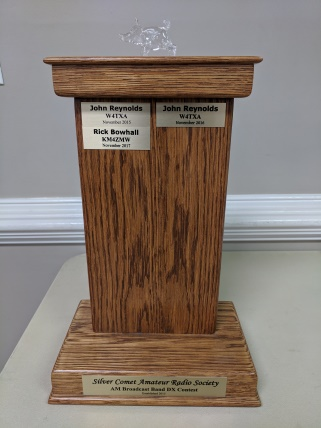 John Reynolds
W4TXA
November 2015
John Reynolds
W4TXA
November 2016
Rick Bowhall
KM4ZMW
November 2017
Silver Comet Amateur Radio Society
AM Broadcast Band DX Contest